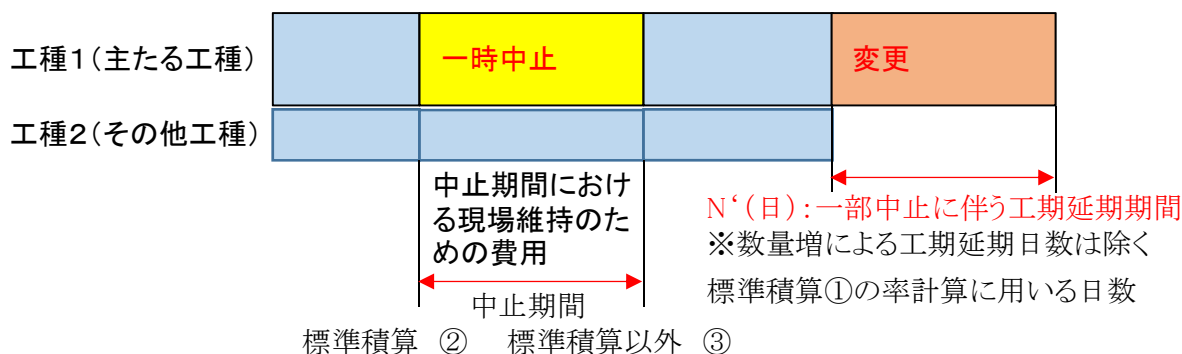 工種1(主たる工種)
一時中止
変更
工種2(その他工種)
中止期間におけ
る現場維持のた
めの費用
N‘(日):一部中止に伴う工期延期期間
※数量増による工期延期日数は除く
標準積算①の率計算に用いる日数
中止期間
標準積算 ② 標準積算以外 ③